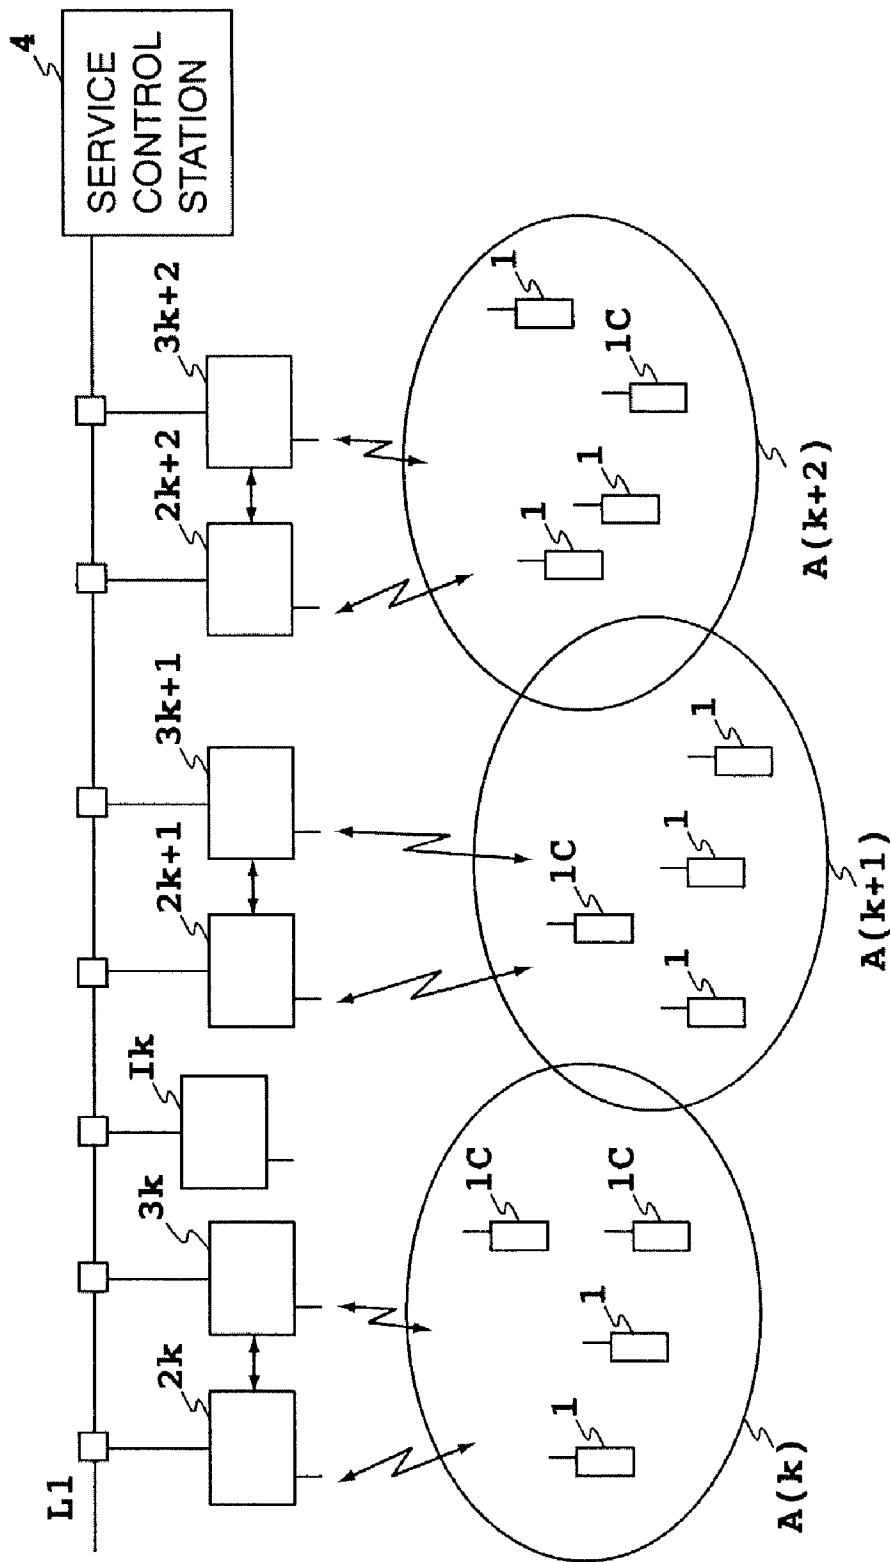 4
L1
SERVICE
CONTROL
STATION
2k
3k
Ik
2k+1
3k+1
2k+2
3k+2
1
1
1C
1C
1
1C
1
1
1
1
1C
1
A(k)
A(k+1)
A(k+2)